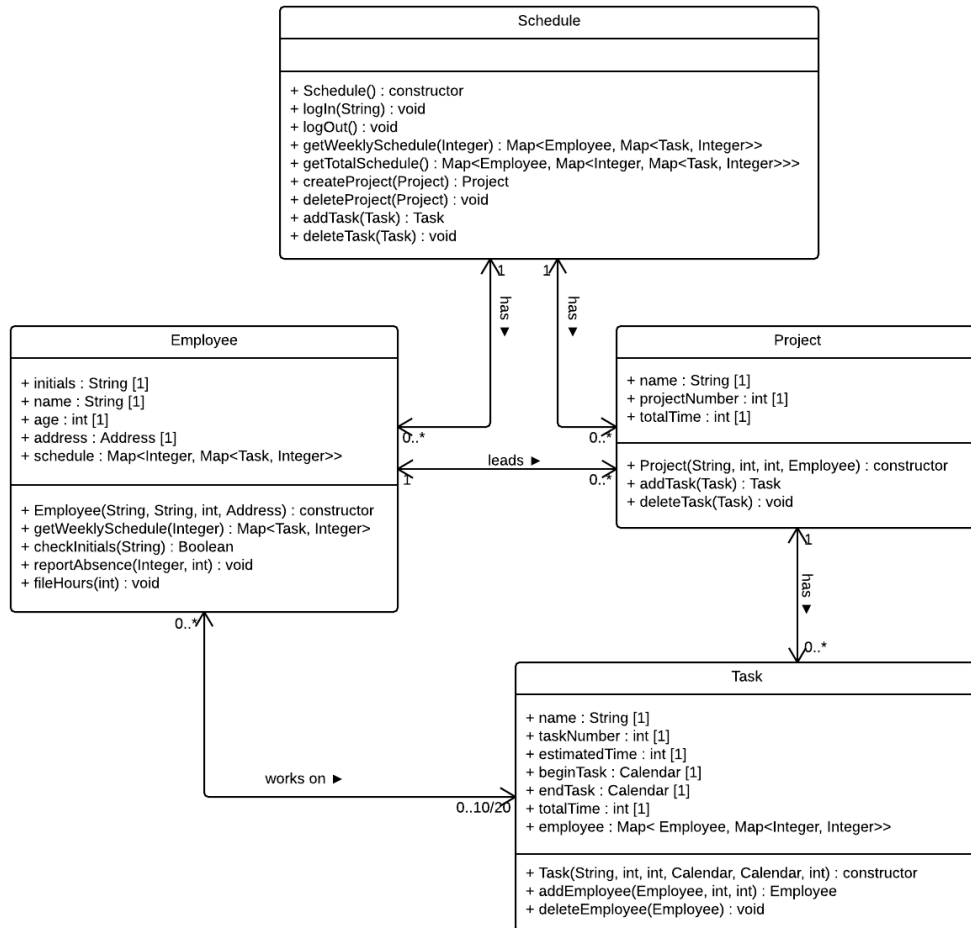 Schedule
+ Schedule() : constructor
+ logIn(String) : void
+ logOut() : void
+ getWeeklySchedule(Integer) : Map<Employee, Map<Task, Integer>>
+ getTotalSchedule() : Map<Employee, Map<Integer, Map<Task, Integer>>>
+ createProject(Project) : Project
+ deleteProject(Project) : void
+ addTask(Task) : Task
+ deleteTask(Task) : void
1
1
has ▼
has ▼
Employee
+ initials : String [1]
+ name : String [1]
+ age : int [1]
+ address : Address [1]
+ schedule : Map<Integer, Map<Task, Integer>>
+ Employee(String, String, int, Address) : constructor
+ getWeeklySchedule(Integer) : Map<Task, Integer>
+ checkInitials(String) : Boolean
+ reportAbsence(Integer, int) : void
+ fileHours(int) : void
0..*
0..*
leads ►
1
0..*
Project
+ name : String [1]
+ projectNumber : int [1]
+ totalTime : int [1]
+ Project(String, int, int, Employee) : constructor
+ addTask(Task) : Task
+ deleteTask(Task) : void
1
has ▼
0..*
0..*
works on ►
0..10/20
Task
+ name : String [1]
+ taskNumber : int [1]
+ estimatedTime : int [1]
+ beginTask : Calendar [1]
+ endTask : Calendar [1]
+ totalTime : int [1]
+ employee : Map< Employee, Map<Integer, Integer>>
+ Task(String, int, int, Calendar, Calendar, int) : constructor
+ addEmployee(Employee, int, int) : Employee
+ deleteEmployee(Employee) : void